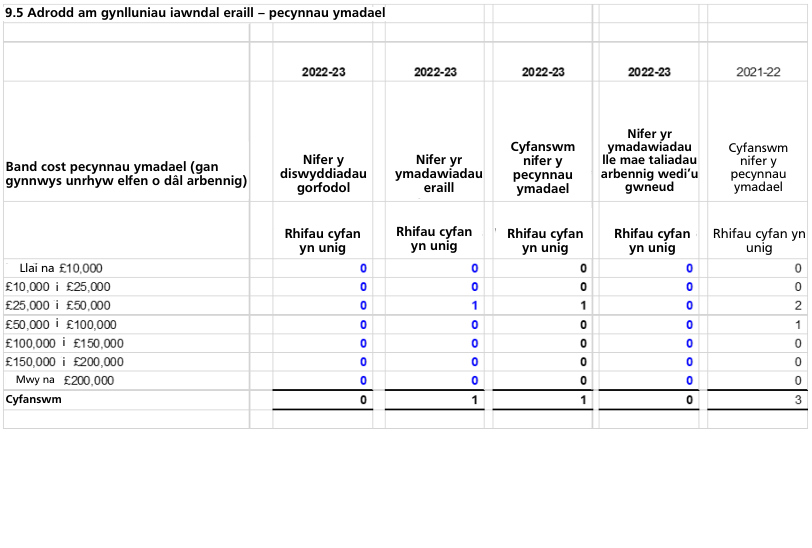 9.5 Adrodd am gynlluniau iawndal eraill – pecynnau ymadael
2022-23 2022-23 2022-23 2022-23 2021-22
Band cost pecynnau ymadael (gan
gynnwys unrhyw elfen o dâl arbennig)
Nifer y
diswyddiadau
gorfodol
Nifer yr
ymadawiadau
eraill
Cyfanswm
nifer y
pecynnau
ymadael
Nifer yr
ymadawiadau
lle mae taliadau
arbennig wedi’u
gwneud
Cyfanswm
nifer y
pecynnau
ymadael
Rhifau cyfan
yn unig
Rhifau cyfan
yn unig
Rhifau cyfan
yn unig
Rhifau cyfan
yn unig
Rhifau cyfan yn
unig
Llai na £10,000 0 0 0 0 0
£10,000 i £25,000 0 0 0 0 0
£25,000 i £50,000 0 1 1 0 2
£50,000 i £100,000 0 0 0 0 1
£100,000 i £150,000 0 0 0 0 0
£150,000 i £200,000 0 0 0 0 0
Mwy na £200,000 0 0 0 0 0
Cyfanswm 0 1 1 0 3